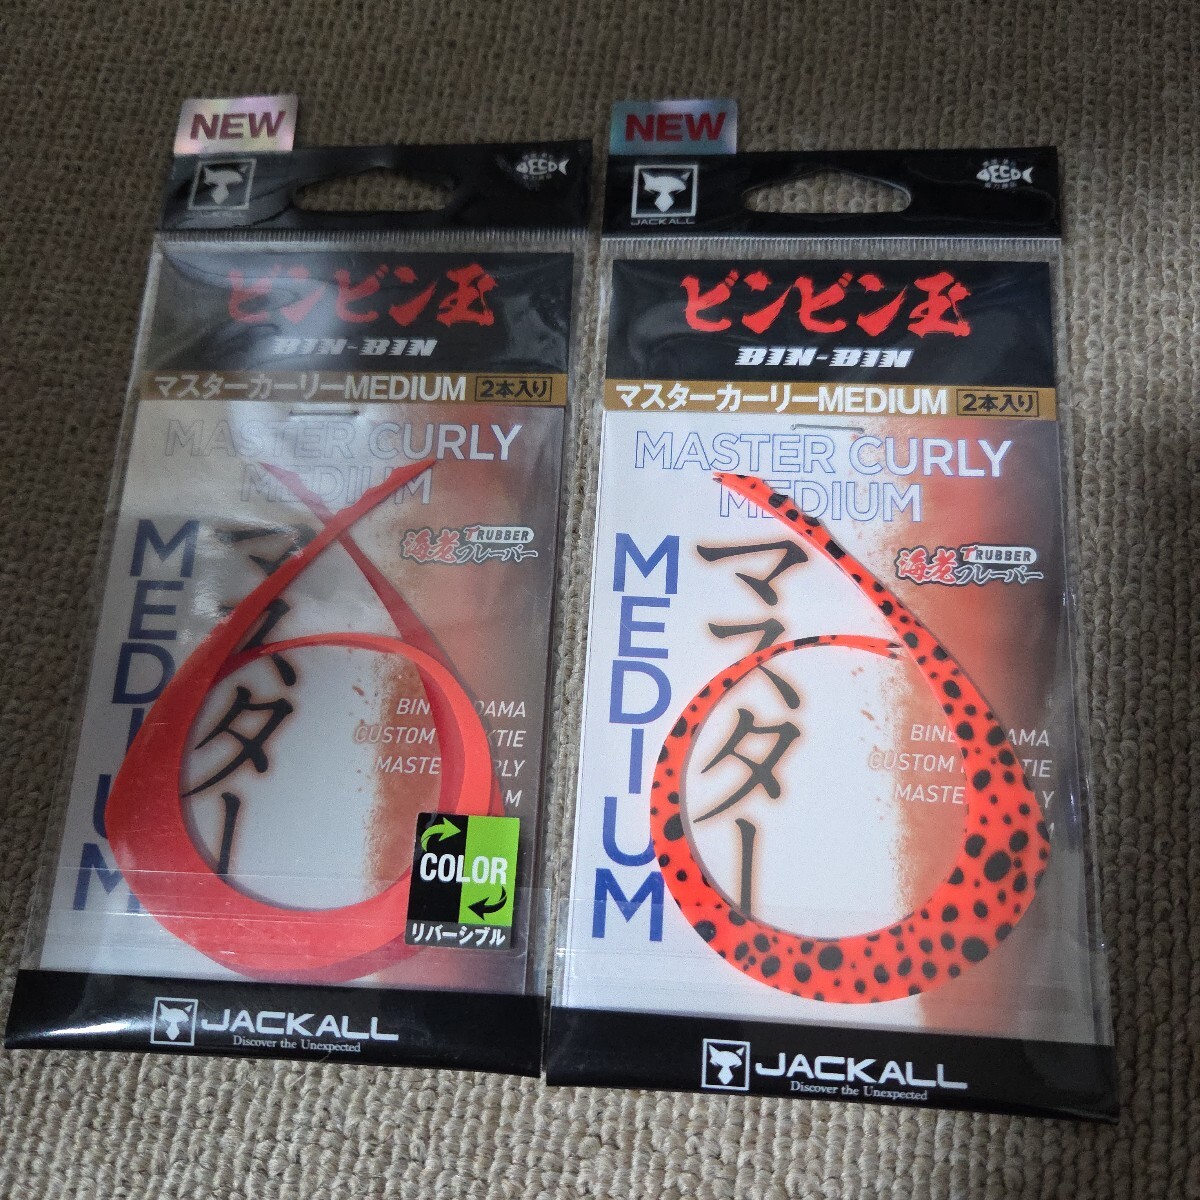 NEW
JACKALL
ECO
ビンビン玉
BIN-BIN
マスターカーリーMEDIUM 2本入り
MASTER CURLY
MEDIUM
MEDIUM
マスター
T RUBBER
海老フレーバー
CUSTOM
COLOR
リバーシブル
JACKALL
Discover the Unexpected
NEW
JACKALL
ECO
ビンビン玉
BIN-BIN
マスターカーリーMEDIUM 2本入り
MASTER CURLY
MEDIUM
MEDIUM
マスター
T RUBBER
海老フレーバー
CUSTOM
JACKALL
Discover the Unexpected